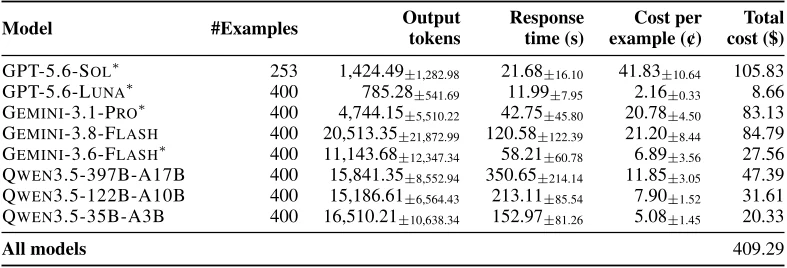 Model #Examples Output tokens Response time (s) Cost per example (¢) Total cost ($)
GPT-5.6-SOL* 253 1,424.49±1,282.98 21.68±16.10 41.83±10.64 105.83
GPT-5.6-LUNA* 400 785.28±541.69 11.99±7.95 2.16±0.33 8.66
GEMINI-3.1-PRO* 400 4,744.15±5,510.22 42.75±45.80 20.78±4.50 83.13
GEMINI-3.8-FLASH 400 20,513.35±21,872.99 120.58±122.39 21.20±8.44 84.79
GEMINI-3.6-FLASH* 400 11,143.68±12,347.34 58.21±60.78 6.89±3.56 27.56
QWEN3.5-397B-A17B 400 15,841.35±8,552.94 350.65±214.14 11.85±3.05 47.39
QWEN3.5-122B-A10B 400 15,186.61±6,564.43 213.11±85.54 7.90±1.52 31.61
QWEN3.5-35B-A3B 400 16,510.21±10,638.34 152.97±81.26 5.08±1.45 20.33
All models 409.29